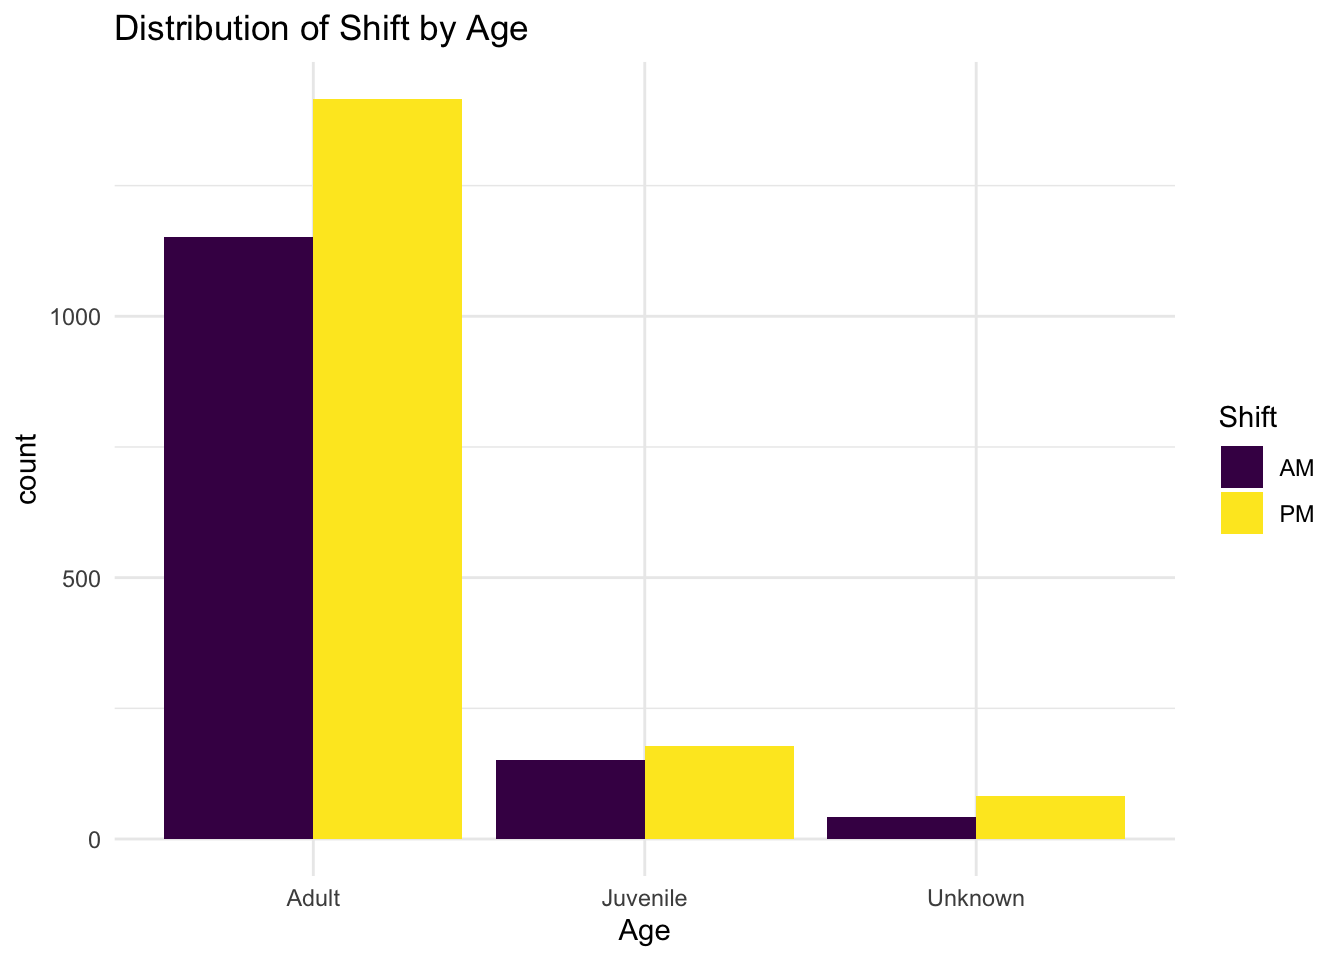 Distribution of Shift by Age
count
1000
500
0
Adult
Juvenile
Unknown
Age
Shift
AM
PM